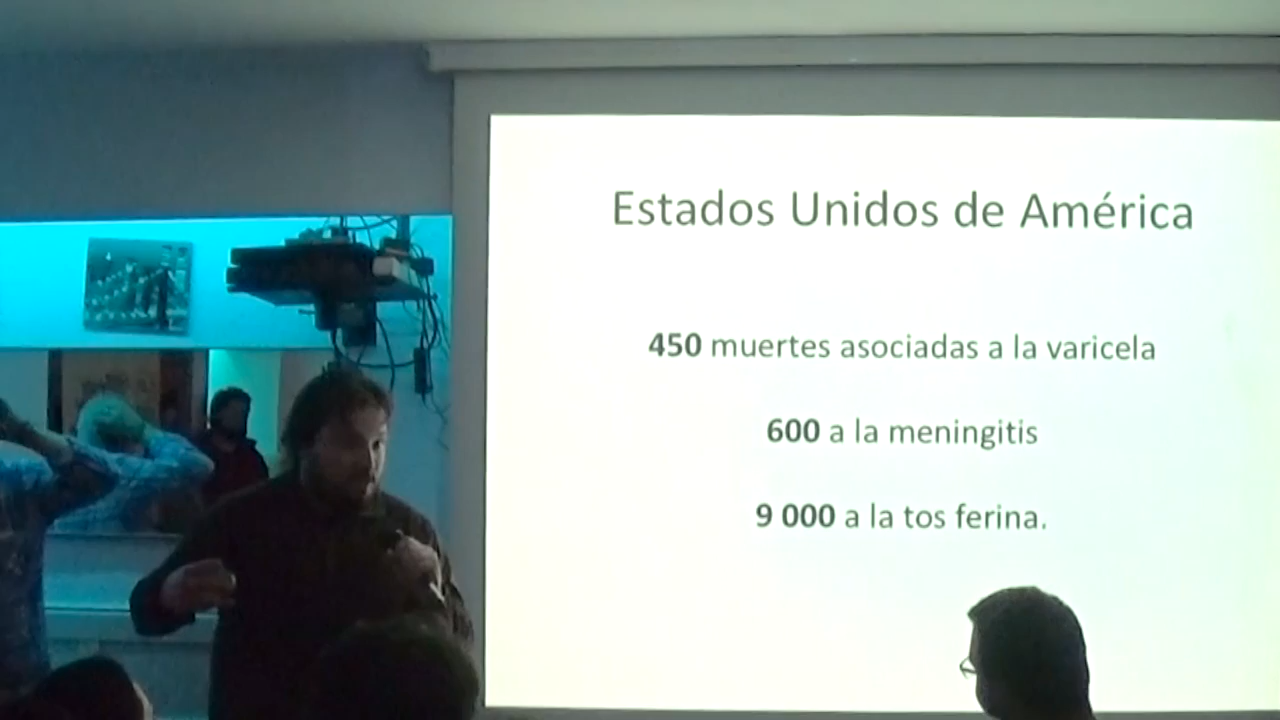 Estados Unidos de América
450 muertes asociadas a la varicela
600 a la meningitis
9 000 a la tos ferina.